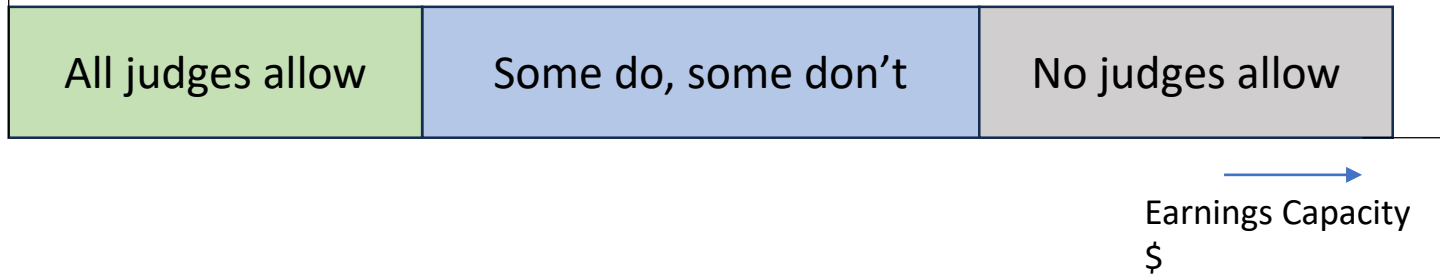 All judges allow
Some do, some don’t
No judges allow
Earnings Capacity
$